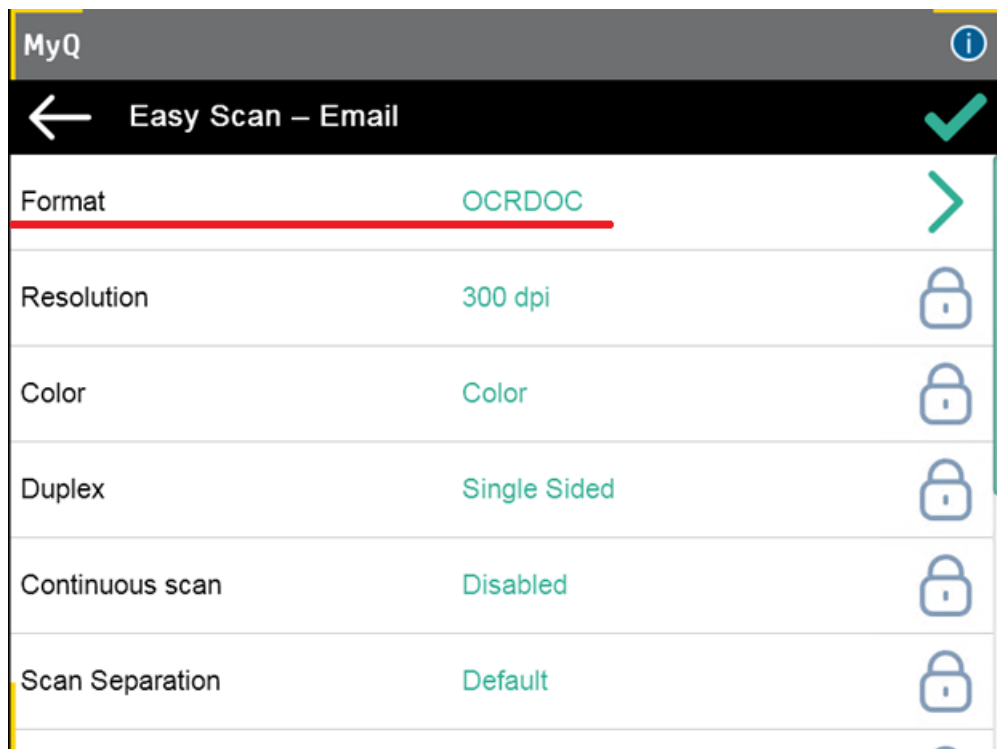 MyQ
Easy Scan – Email
Format OCRDOC
Resolution 300 dpi
Color Color
Duplex Single Sided
Continuous scan Disabled
Scan Separation Default